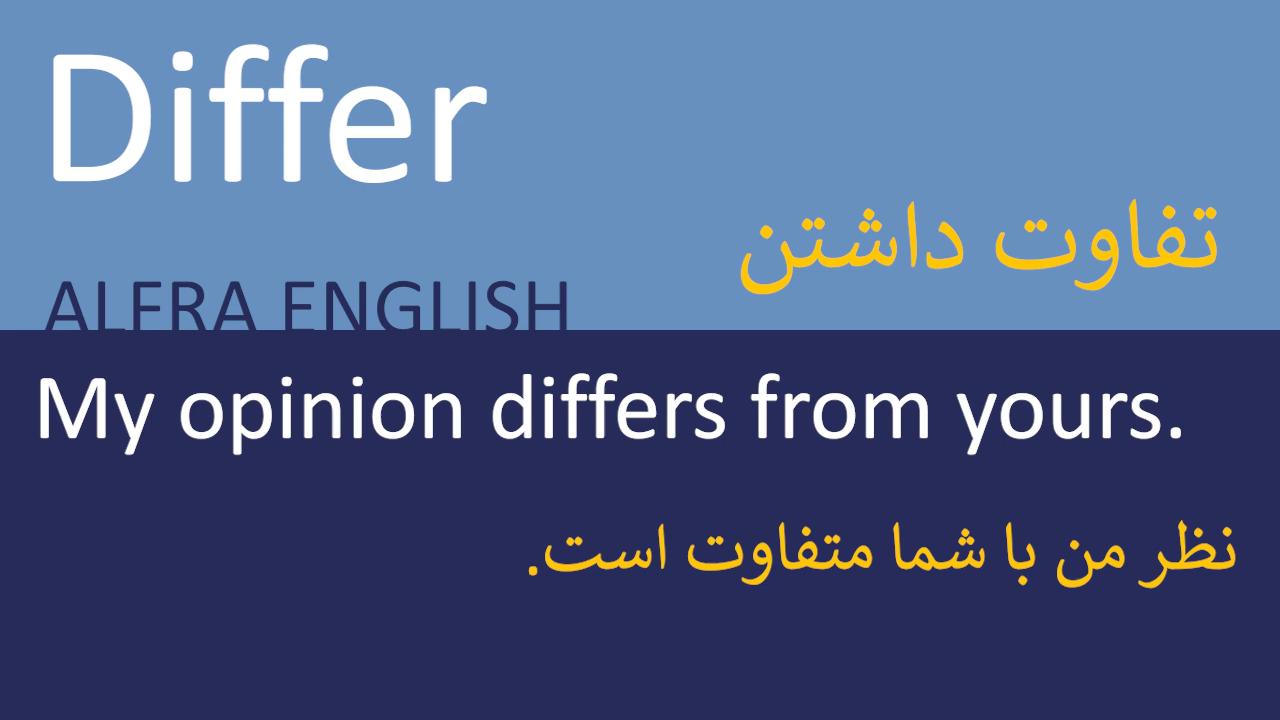 Differ
تفاوت داشتن
ALFRA ENGLISH
My opinion differs from yours.
نظر من با شما متفاوت است.